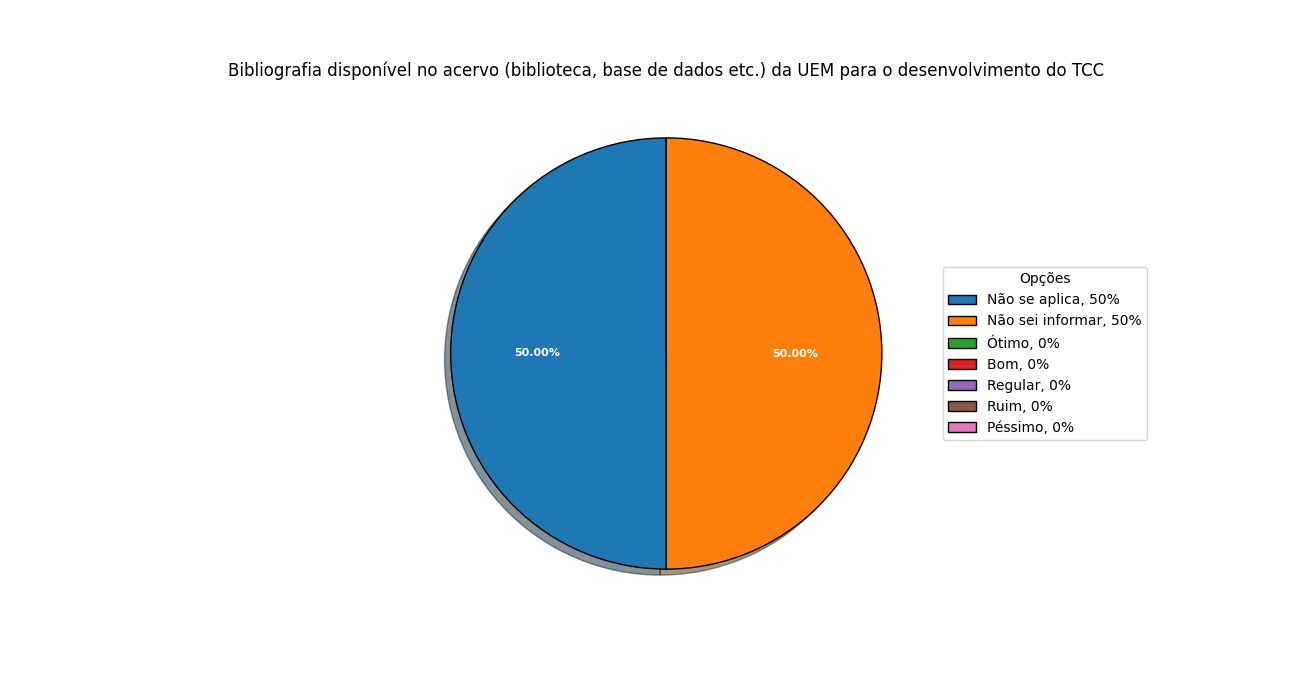 Bibliografia disponível no acervo (biblioteca, base de dados etc.) da UEM para o desenvolvimento do TCC
50.00%
50.00%
Opções
Não se aplica, 50%
Não sei informar, 50%
Ótimo, 0%
Bom, 0%
Regular, 0%
Ruim, 0%
Péssimo, 0%